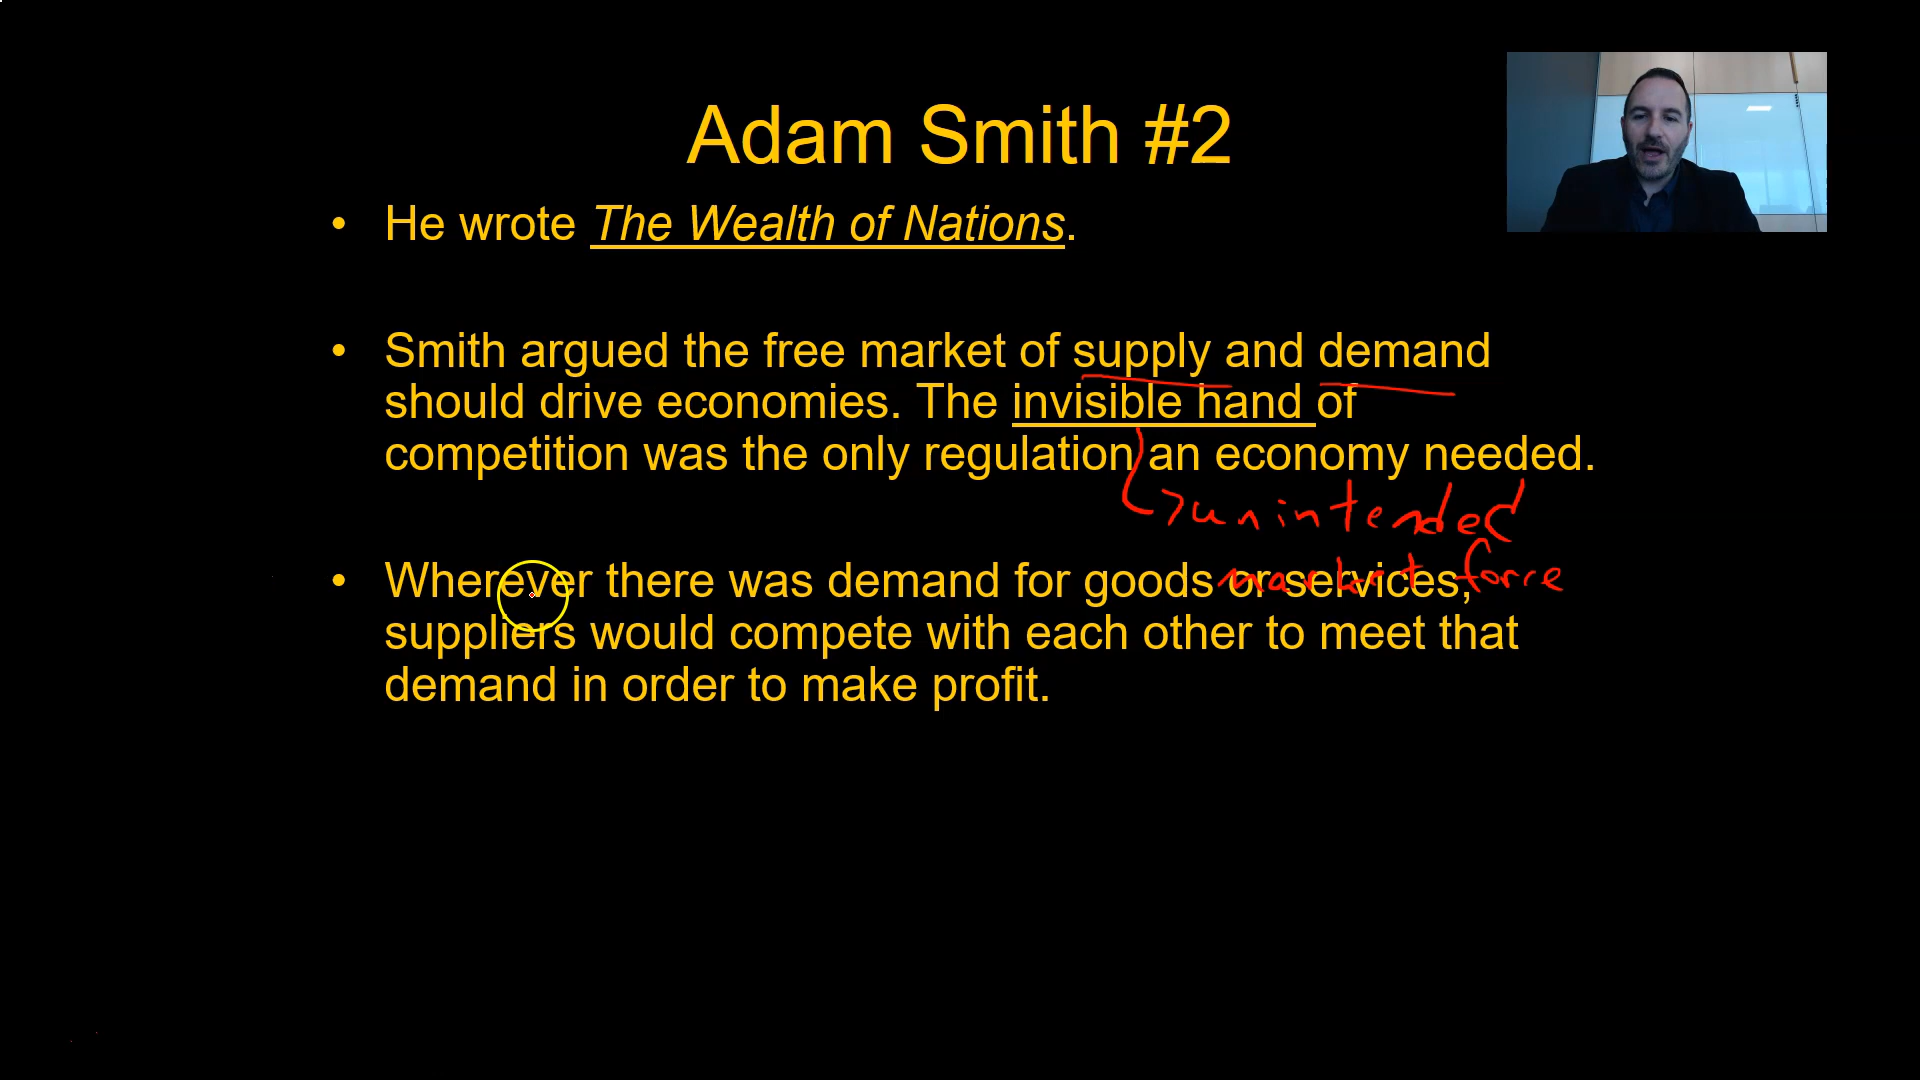 Adam Smith #2
• He wrote The Wealth of Nations.
• Smith argued the free market of supply and demand
should drive economies. The invisible hand of
competition was the only regulation an economy needed.
unintended
market force
• Wherever there was demand for goods or services,
suppliers would compete with each other to meet that
demand in order to make profit.